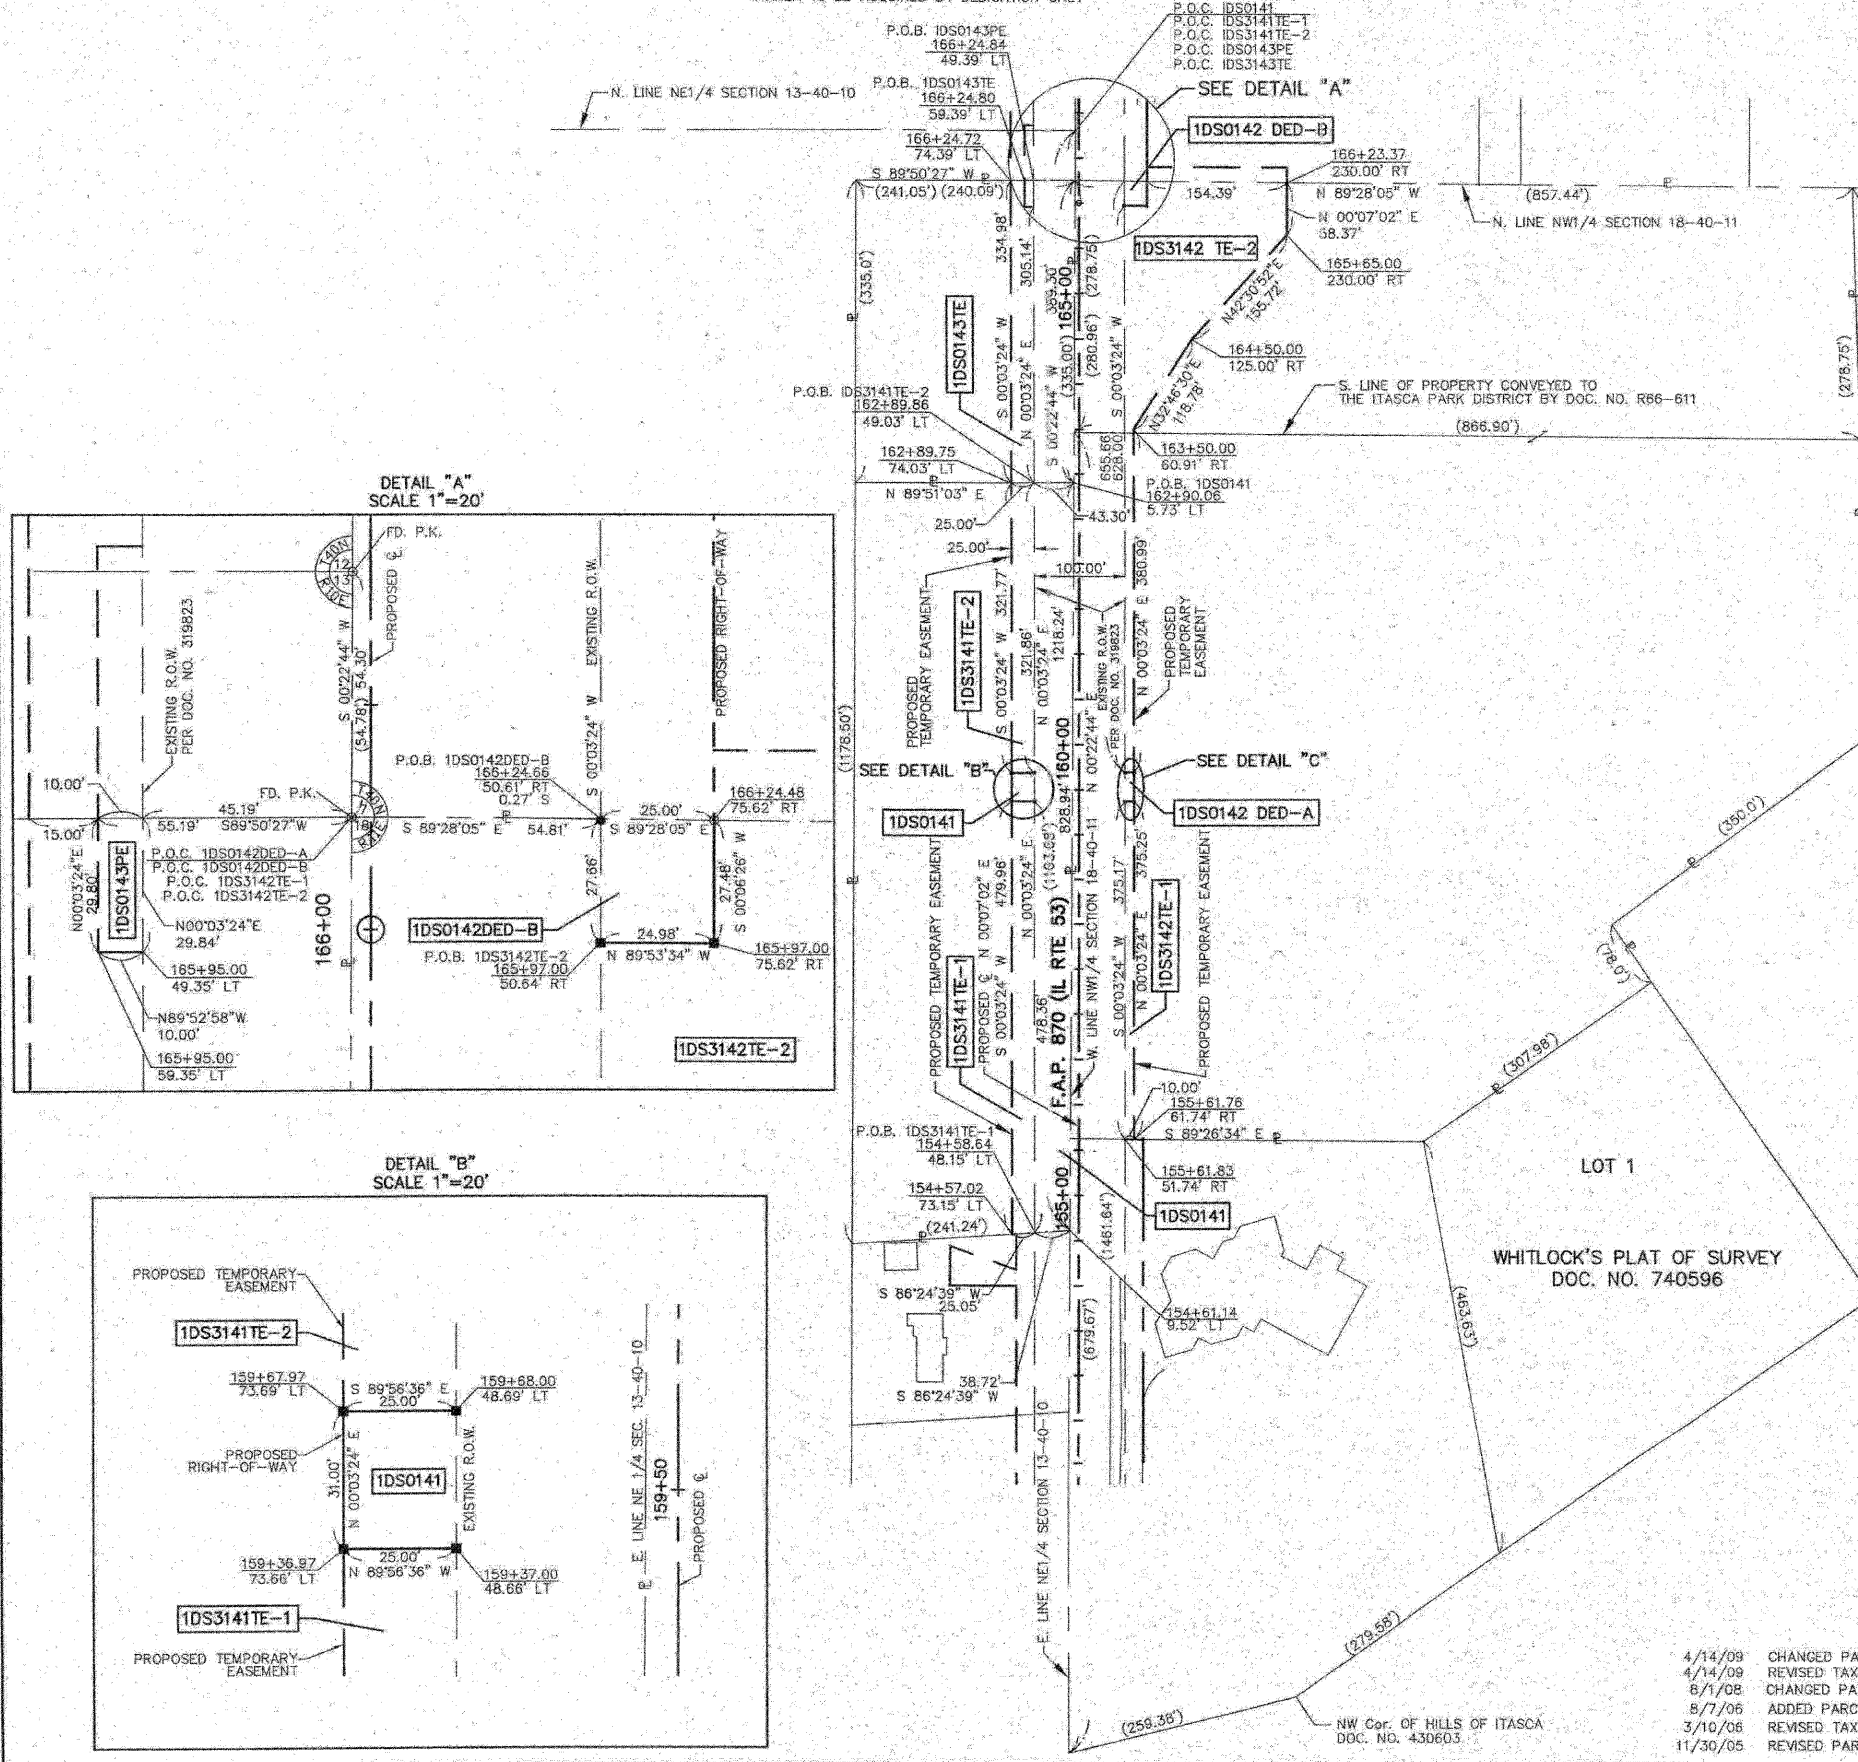 P.O.C. 1DS0141
P.O.C. 1DS3141TE-1
P.O.C. 1DS3141TE-2
P.O.C. 1DS0143PE
P.O.C. 1DS3143TE
P.O.B. 1DS0143PE
166+24.84
49.39' LT
P.O.B. 1DS0143TE
166+24.80
59.39' LT
166+24.72
74.39' LT
N. LINE NE1/4 SECTION 13-40-10
SEE DETAIL "A"
1DS0142 DED-B
166+23.37
230.00' RT
S 89°50'27" W
(241.05') (240.09')
154.39'
N 89°28'05" W
(857.44')
N 00°07'02" E
58.37'
N. LINE NW1/4 SECTION 18-40-11
1DS3142 TE-2
165+65.00
230.00' RT
(335.0')
334.98'
305.14'
389.30'
165+00
(278.75')
(278.75')
N42°30'52"E
155.72'
1DS0143TE
S 00°03'24" W
N 00°03'24" E
S 00°22'44" W
(335.00')
(280.96')
S 00°03'24" W
164+50.00
125.00' RT
N32°46'30"E
118.78'
S. LINE OF PROPERTY CONVEYED TO
THE ITASCA PARK DISTRICT BY DOC. NO. R66-611
(866.90')
P.O.B. 1DS3141TE-2
162+89.86
49.03' LT
162+89.75
74.03' LT
N 89°51'03" E
655.66'
628.00'
163+50.00
60.91' RT
P.O.B. 1DS0141
162+90.06
5.73' LT
25.00'
43.30'
25.00'
100.00'
PROPOSED
TEMPORARY EASEMENT
1DS3141TE-2
S 00°03'24" W 321.77'
321.86'
N 00°03'24" E
1218.24'
EXISTING R.O.W.
PER DOC. NO. 319823
N 00°03'24" E 380.99'
PROPOSED
TEMPORARY
EASEMENT
(1178.50')
160+00
N 00°22'44" E
SEE DETAIL "B"
SEE DETAIL "C"
1DS0141
1DS0142 DED-A
828.94'
(1103.68')
W. LINE NW1/4 SECTION 18-40-11
F.A.P. 870 (IL RTE 53)
PROPOSED TEMPORARY EASEMENT
1DS3141TE-1
PROPOSED ℄ N 00°07'02" E
S 00°03'24" W 479.96'
N 00°03'24" E
478.36'
S 00°03'24" W 375.17'
N 00°03'24" E 375.25'
1DS3142TE-1
PROPOSED TEMPORARY EASEMENT
(350.0')
(78.0')
(307.98')
10.00'
155+61.76
61.74' RT
S 89°26'34" E
155+61.83
51.74' RT
P.O.B. 1DS3141TE-1
154+58.64
48.15' LT
154+57.02
73.15' LT
(241.24')
155+00
1DS0141
(1461.64')
S 86°24'39" W
25.05'
154+61.14
9.52' LT
(679.67')
38.72'
S 86°24'39" W
LOT 1
WHITLOCK'S PLAT OF SURVEY
DOC. NO. 740596
(463.63')
E. LINE NE1/4 SECTION 13-40-10
(259.38')
(279.58')
NW Cor. OF HILLS OF ITASCA
DOC. NO. 430603
DETAIL "A"
SCALE 1"=20'
FD. P.K.
T40N
12
13
R10E
PROPOSED ℄
EXISTING R.O.W.
PER DOC. NO. 319823
S 00°22'44" W
(54.78') 54.30'
S 00°03'24" W EXISTING R.O.W.
PROPOSED RIGHT-OF-WAY
P.O.B. 1DS0142DED-B
166+24.66
50.61' RT
0.27' S
166+24.48
75.62' RT
10.00'
15.00'
55.19'
45.19'
S89°50'27"W
FD. P.K.
T40N
18
S 89°28'05" E 54.81'
25.00'
S 89°28'05" E
N00°03'24"E
29.80'
1DS0143PE
P.O.C. 1DS0142DED-A
P.O.C. 1DS0142DED-B
P.O.C. 1DS3142TE-1
P.O.C. 1DS3142TE-2
N00°03'24"E
29.84'
166+00
27.66'
27.48'
S 00°06'26" W
1DS0142DED-B
24.98'
N 89°53'34" W
P.O.B. 1DS3142TE-2
165+97.00
50.64' RT
165+97.00
75.62' RT
165+95.00
49.35' LT
N89°52'58"W
10.00'
165+95.00
59.35' LT
1DS3142TE-2
DETAIL "B"
SCALE 1"=20'
PROPOSED TEMPORARY
EASEMENT
1DS3141TE-2
159+67.97
73.69' LT
S 89°56'36" E
25.00'
159+68.00
48.69' LT
PROPOSED
RIGHT-OF-WAY
31.00'
N 00°03'24" E
1DS0141
EXISTING R.O.W.
E. LINE NE 1/4 SEC. 13-40-10
159+50
PROPOSED ℄
159+36.97
73.66' LT
25.00'
N 89°56'36" W
159+37.00
48.66' LT
1DS3141TE-1
PROPOSED TEMPORARY
EASEMENT
4/14/09 CHANGED PA
4/14/09 REVISED TAX
8/1/08 CHANGED PA
8/7/06 ADDED PARC
3/10/06 REVISED TAX
11/30/05 REVISED PAR